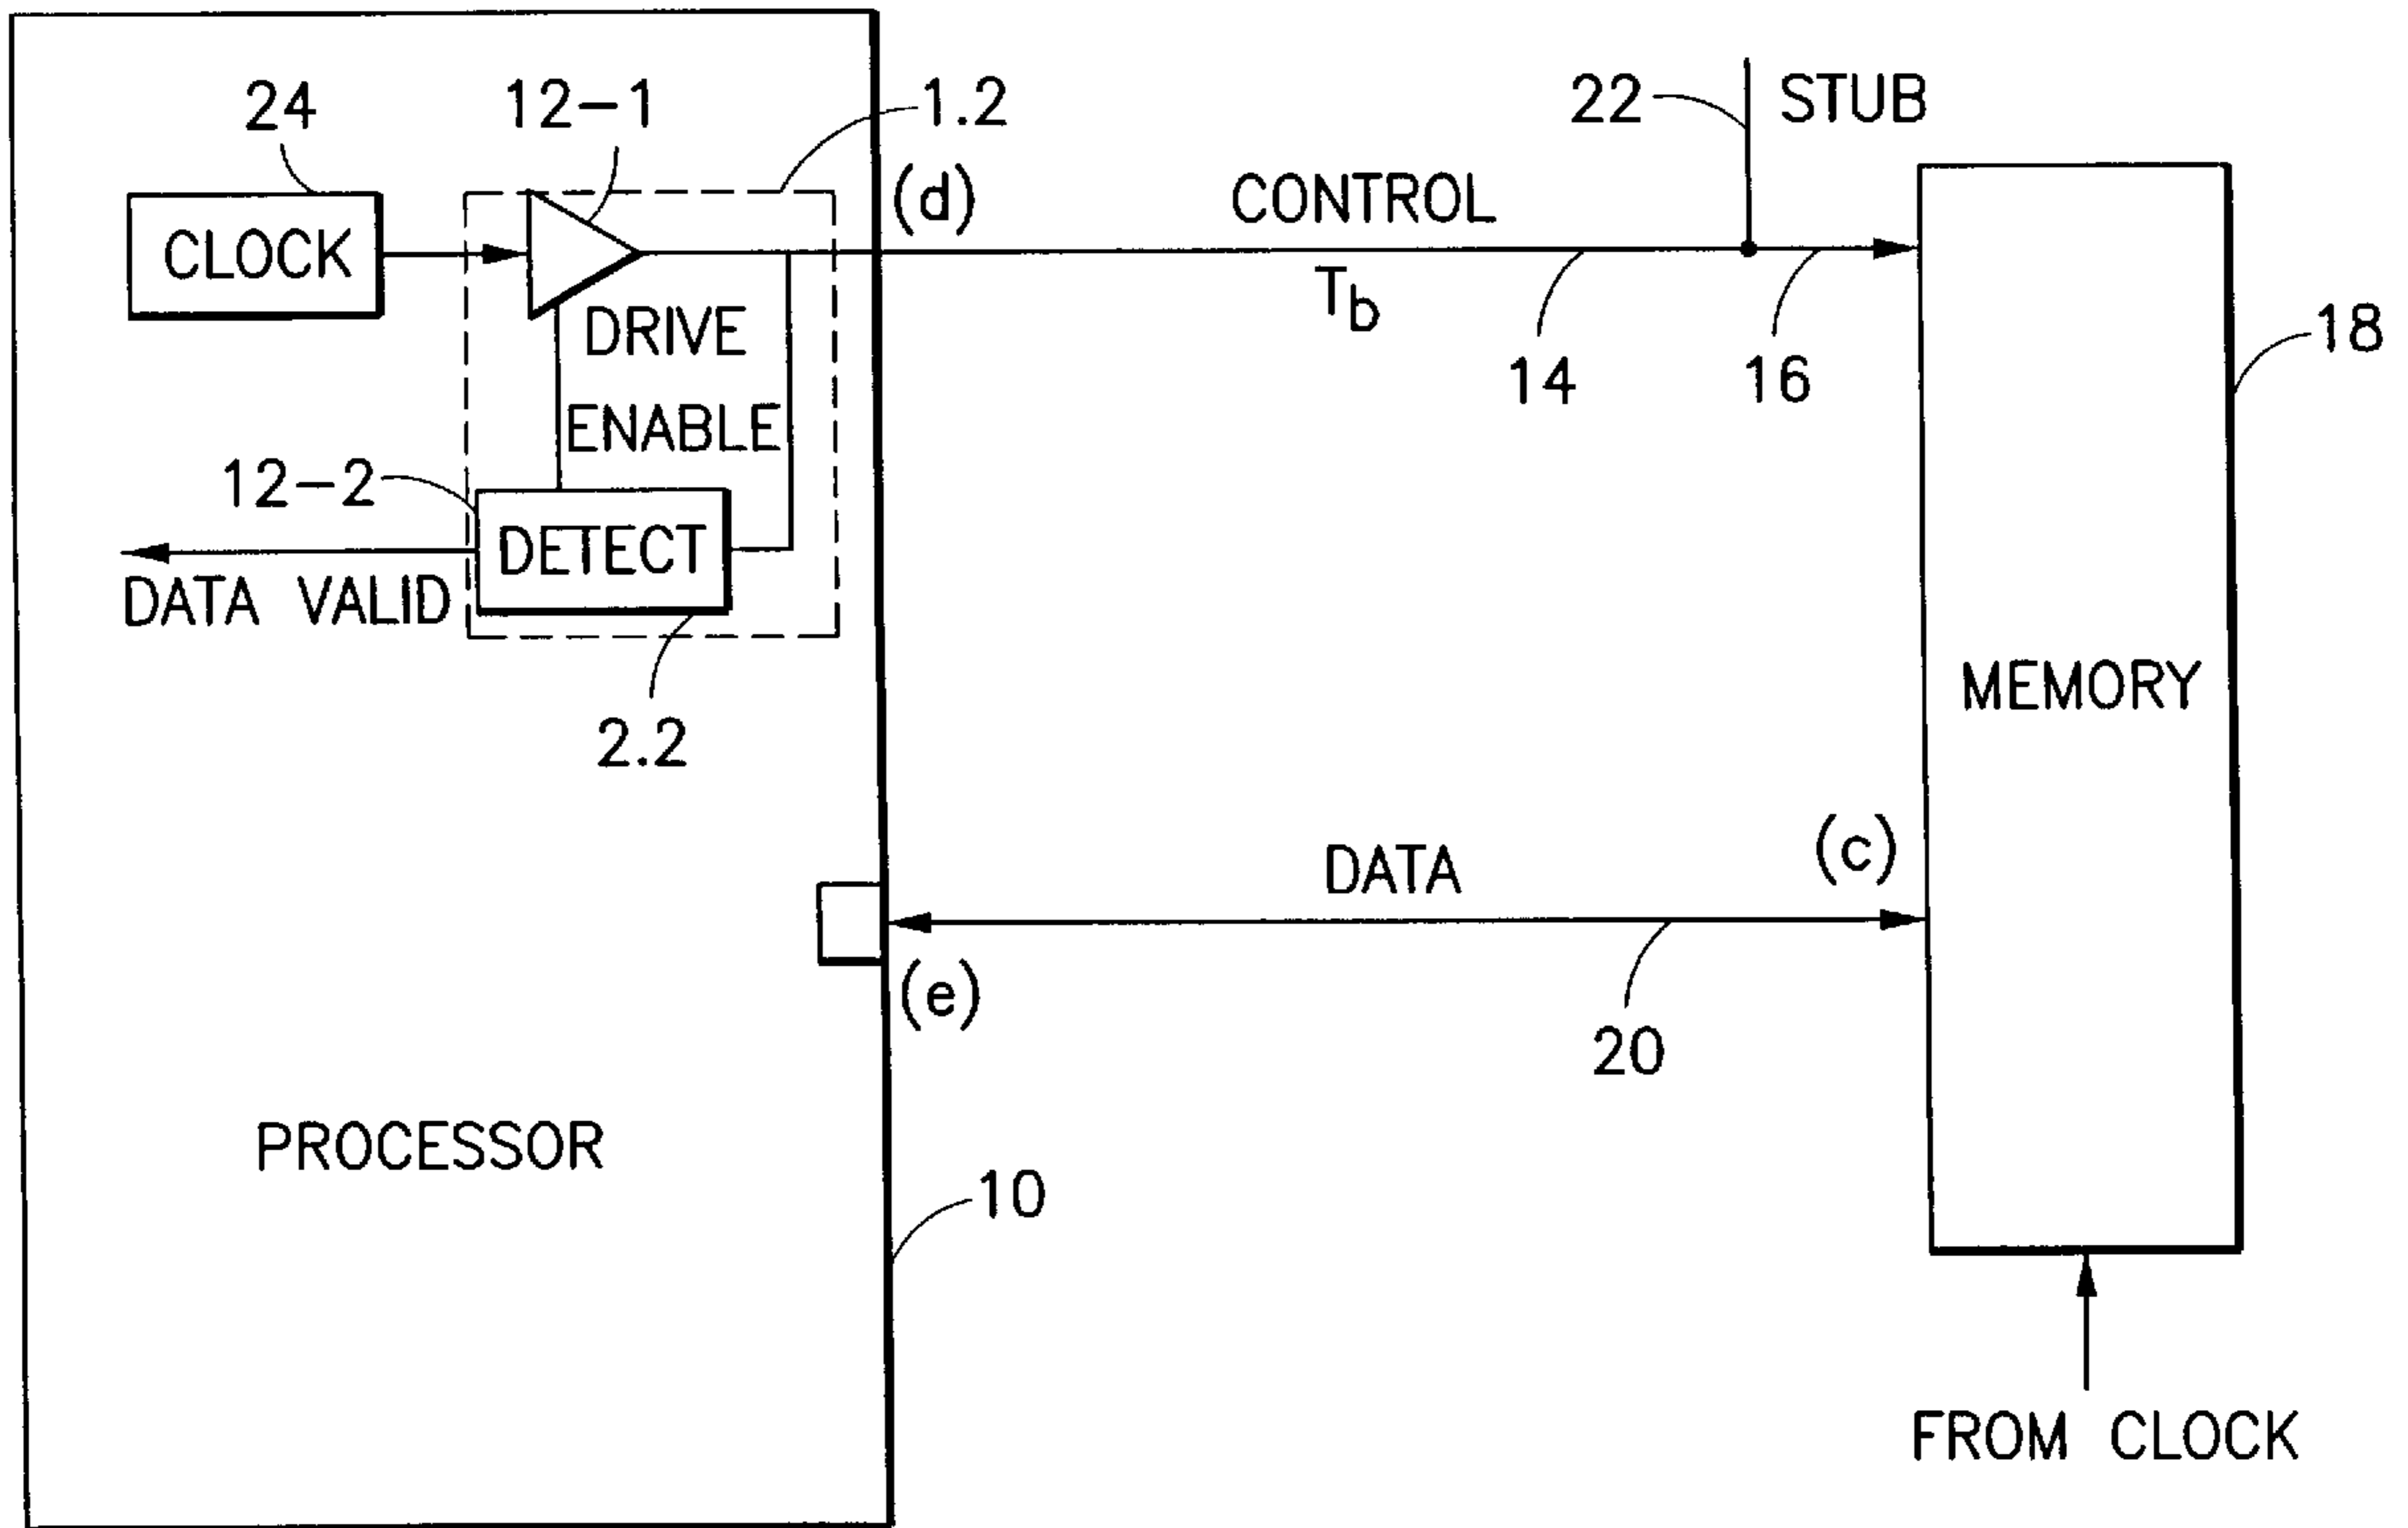 24
12-1
1.2
22
STUB
CLOCK
(d)
CONTROL
T_b
DRIVE
ENABLE
14
16
18
12-2
DETECT
DATA VALID
2.2
MEMORY
DATA
(c)
(e)
20
PROCESSOR
10
FROM CLOCK